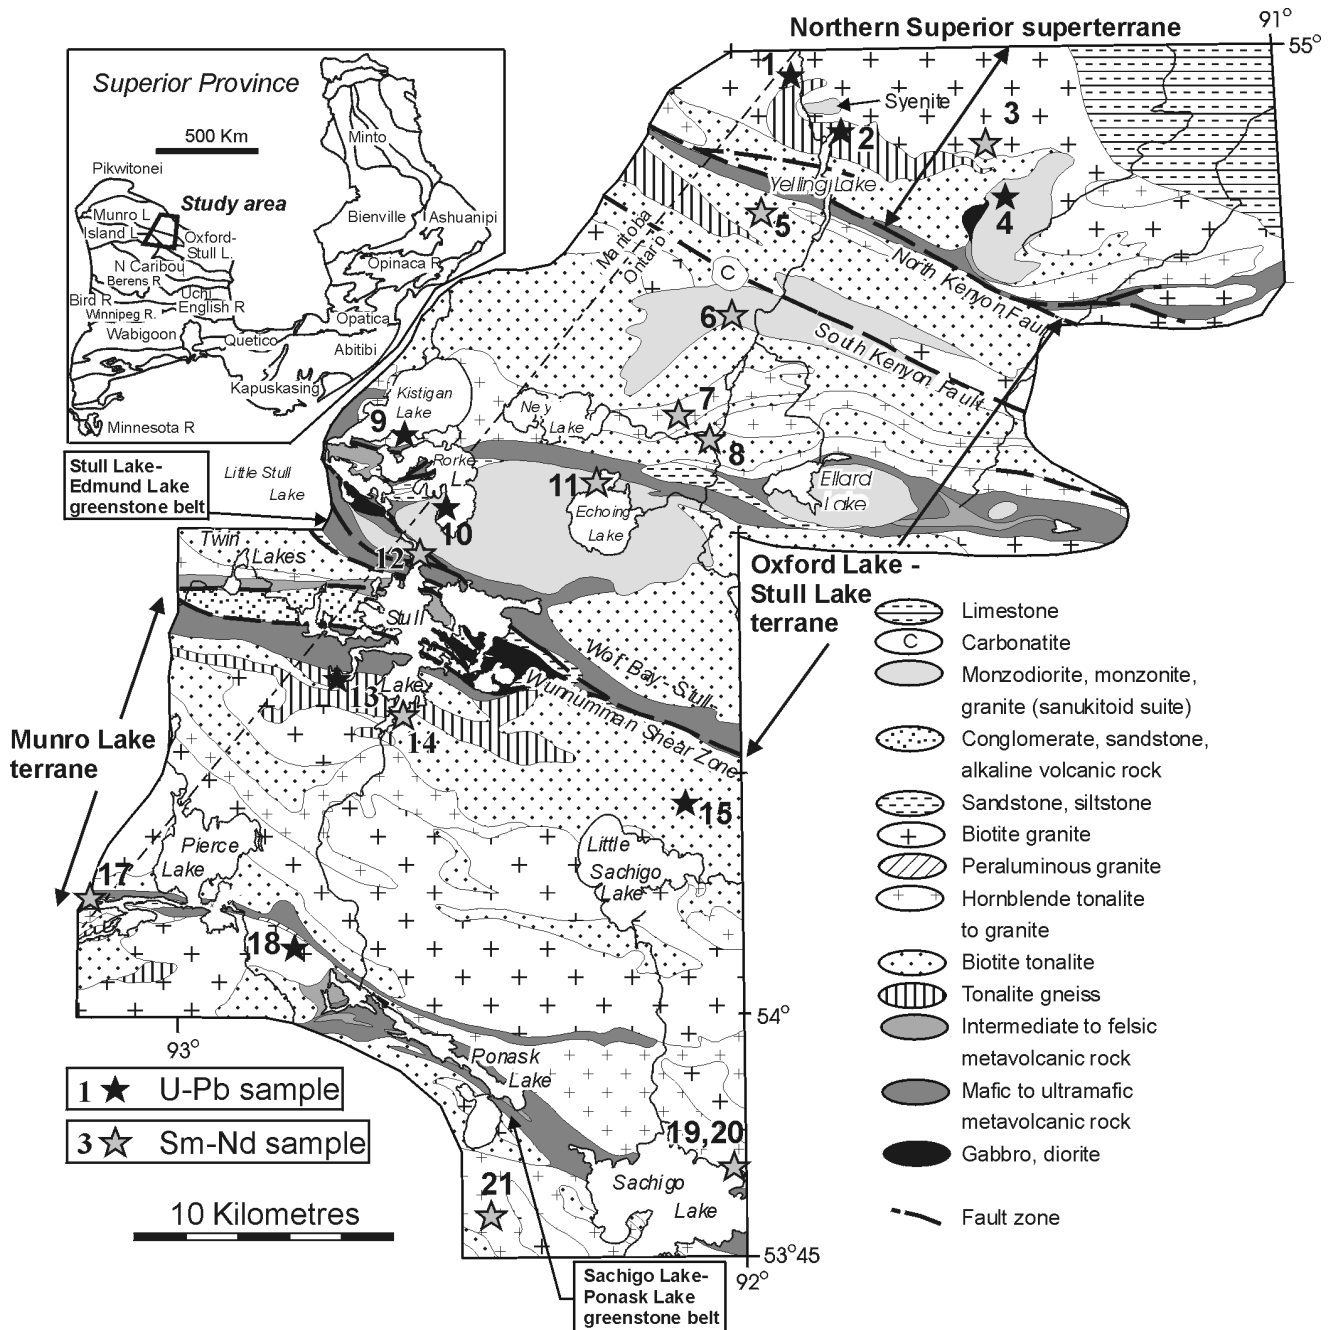 Northern Superior superterrane
91°
55°
Superior Province
500 Km
Pikwitonei
Minto
Munro L
Study area
Island L
Oxford-
Stull L.
Bienville
Ashuanipi
N Caribou
Berens R
Opinaca R
Bird R
Uchi
English R
Winnipeg R.
Wabigoon
Opatica
Quetico
Abitibi
Kapuskasing
Minnesota R
1
Syenite
2
3
4
5
Yelling Lake
Manitoba
Ontario
North Kenyon Fault
C
6
South Kenyon Fault
7
8
Kistigan
Lake
9
Ney
Lake
Rorke
L.
10
11
Echoing
Lake
Ellard
Lake
Stull Lake-
Edmund Lake
greenstone belt
Little Stull
Lake
Twin
Lakes
12
Stull
Lake
13
14
Wolf Bay - Stull
Wunnumman Shear Zone
Oxford Lake -
Stull Lake
terrane
Munro Lake
terrane
15
Little
Sachigo
Lake
Pierce
Lake
17
18
93°
54°
Ponask
Lake
19,20
Sachigo
Lake
21
53°45
92°
Sachigo Lake-
Ponask Lake
greenstone belt
1 U-Pb sample
3 Sm-Nd sample
10 Kilometres
Limestone
C Carbonatite
Monzodiorite, monzonite,
granite (sanukitoid suite)
Conglomerate, sandstone,
alkaline volcanic rock
Sandstone, siltstone
Biotite granite
Peraluminous granite
Hornblende tonalite
to granite
Biotite tonalite
Tonalite gneiss
Intermediate to felsic
metavolcanic rock
Mafic to ultramafic
metavolcanic rock
Gabbro, diorite
Fault zone